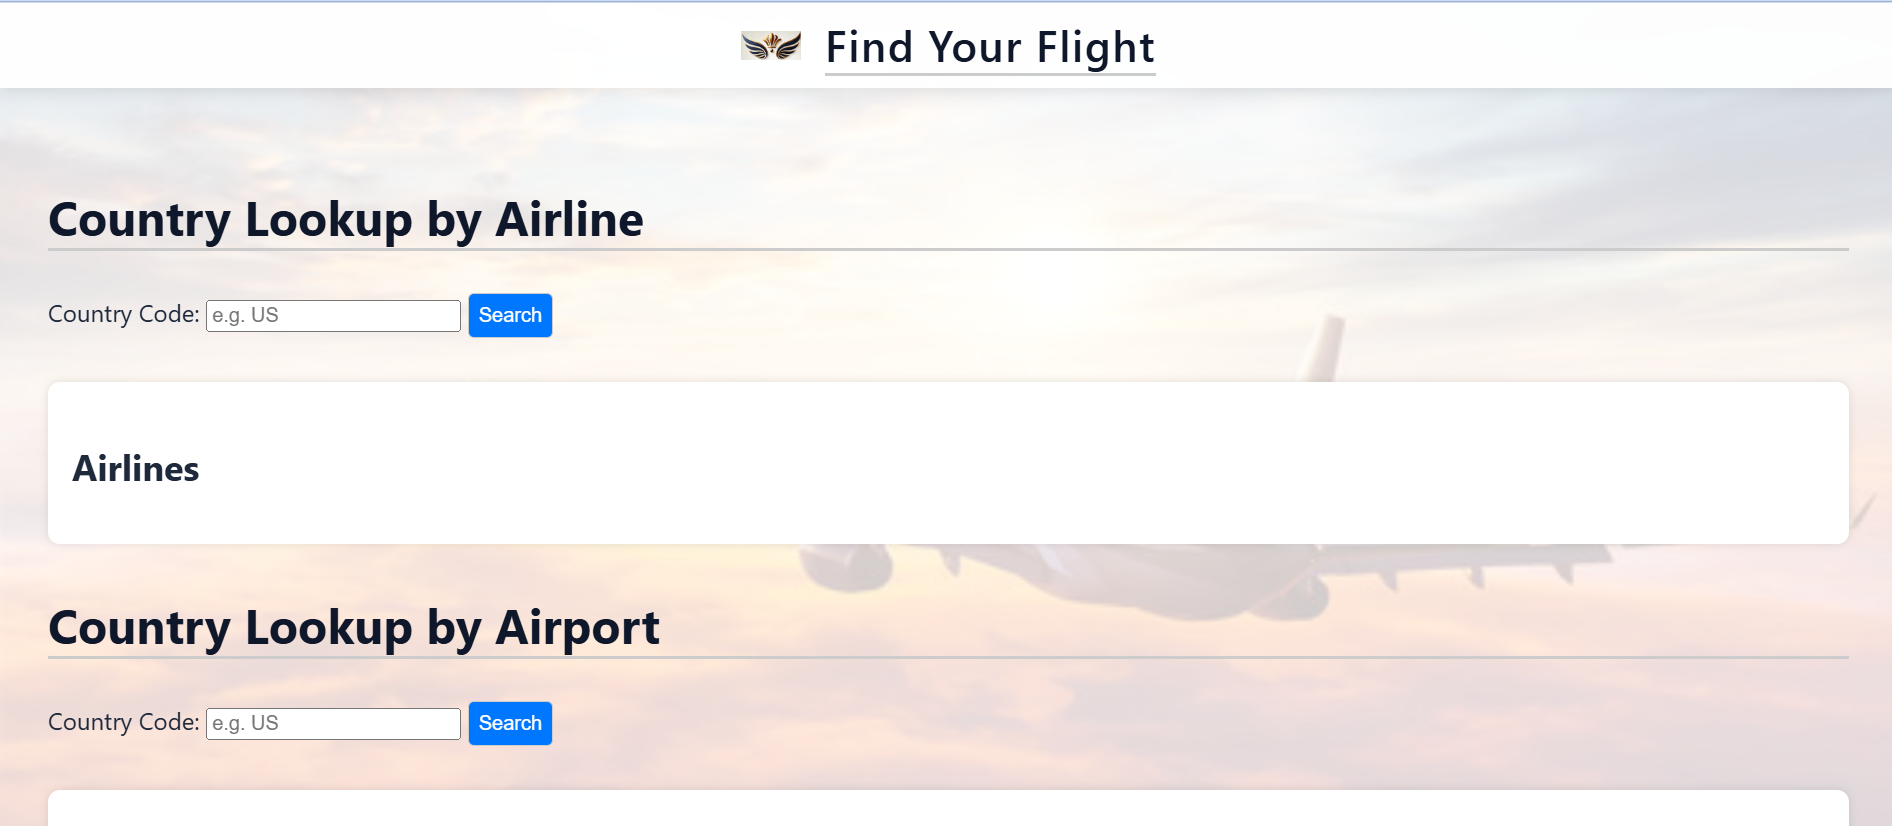 Find Your Flight
Country Lookup by Airline
Country Code: e.g. US Search
Airlines
Country Lookup by Airport
Country Code: e.g. US Search